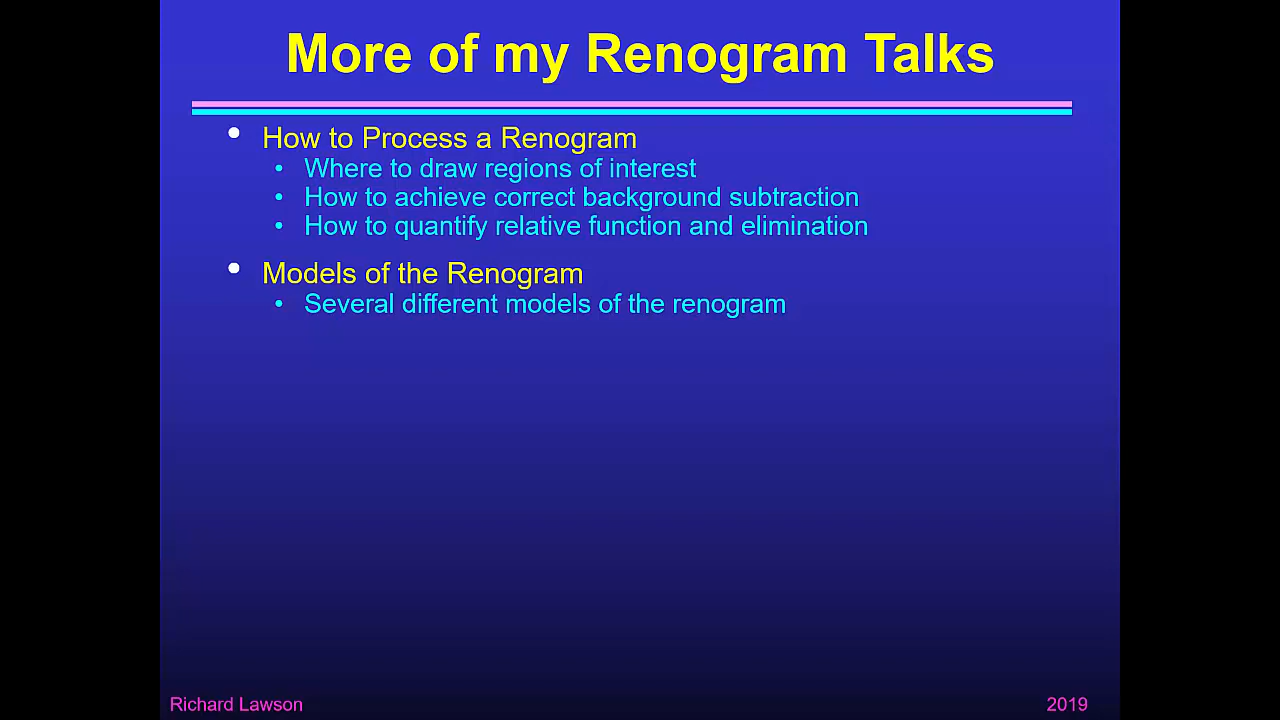 More of my Renogram Talks
• How to Process a Renogram
• Where to draw regions of interest
• How to achieve correct background subtraction
• How to quantify relative function and elimination
• Models of the Renogram
• Several different models of the renogram
Richard Lawson
2019